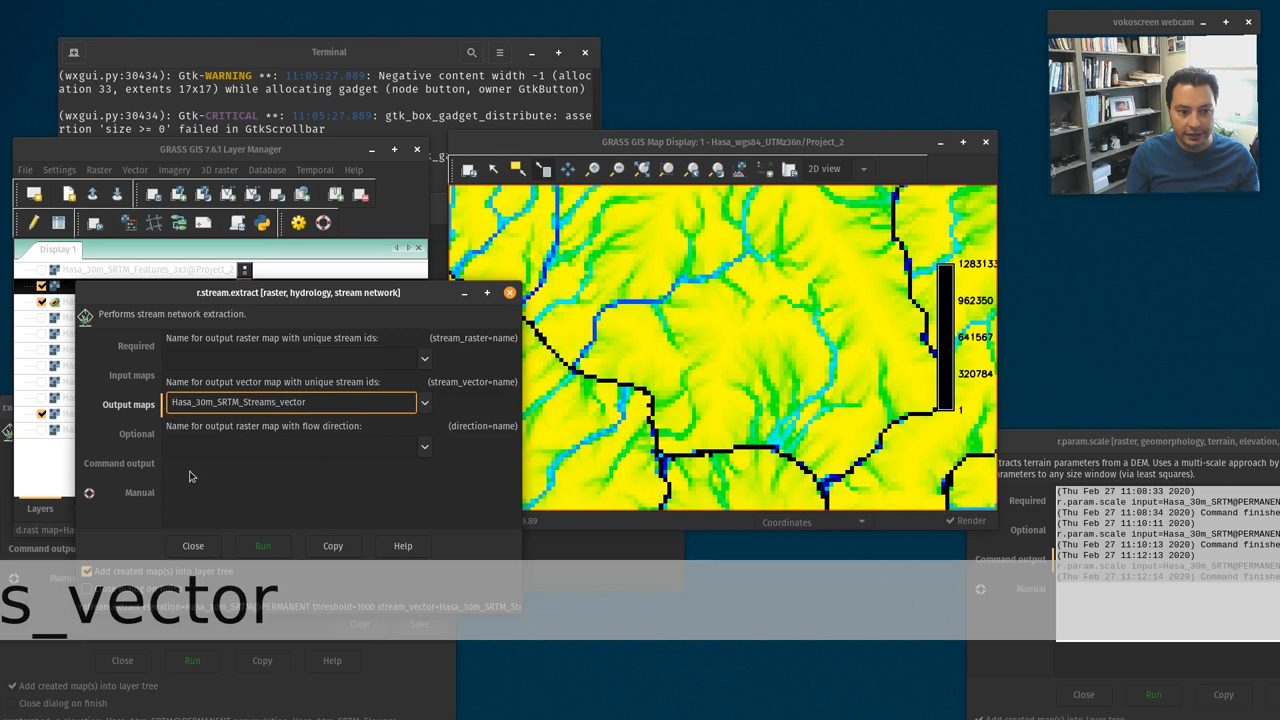 vokoscreen webcam
Terminal
(wxgui.py:30434): Gtk-WARNING **: 11:05:27.889: Negative content width -1 (alloc
ation 33, extents 17x17) while allocating gadget (node button, owner GtkButton)
(wxgui.py:30434): Gtk-CRITICAL **: 11:05:27.889: gtk_box_gadget_distribute: asse
rtion 'size >= 0' failed in GtkScrollbar
GRASS GIS 7.6.1 Layer Manager
File Settings Raster Vector Imagery 3D raster Database Temporal Help
Display 1
Hasa_30m_SRTM_Features_3x3@Project_2
GRASS GIS Map Display: 1 - Hasa_wgs84_UTMz36n/Project_2
2D view
962350
641567
320784
1
r.stream.extract [raster, hydrology, stream network]
Performs stream network extraction.
Required
Input maps
Output maps
Optional
Command output
Manual
Name for output raster map with unique stream ids: (stream_raster=name)
Name for output vector map with unique stream ids: (stream_vector=name)
Hasa_30m_SRTM_Streams_vector
Name for output raster map with flow direction: (direction=name)
Close Run Copy Help
Add created map(s) into layer tree
Layers
Coordinates
Render
r.param.scale [raster, geomorphology, terrain, elevation,
tracts terrain parameters from a DEM. Uses a multi-scale approach by
arameters to any size window (via least squares).
Required
Optional
Command output
Manual
(Thu Feb 27 11:08:33 2020)
r.param.scale input=Hasa_30m_SRTM@PERMANEN
(Thu Feb 27 11:08:34 2020) Command finishe
(Thu Feb 27 11:10:11 2020)
r.param.scale input=Hasa_30m_SRTM@PERMANEN
(Thu Feb 27 11:10:13 2020) Command finishe
(Thu Feb 27 11:12:13 2020)
r.param.scale input=Hasa_30m_SRTM@PERMANEN
(Thu Feb 27 11:12:14 2020) Command finishe
s_vector
Clear Save
Close Run Copy Help
Add created map(s) into layer tree
Close dialog on finish
Close Run Copy